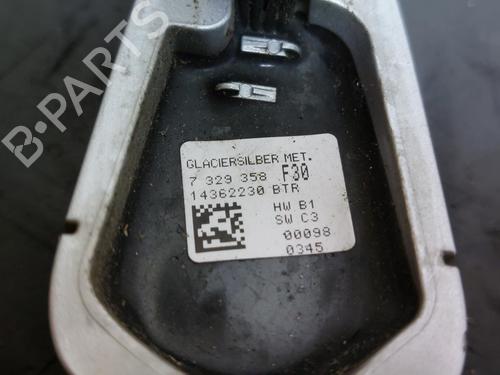 B-PARTS
GLACIERSILBER MET.
7 329 358 F30
14362230 BTR
HW B1
SW C3
00098
0345